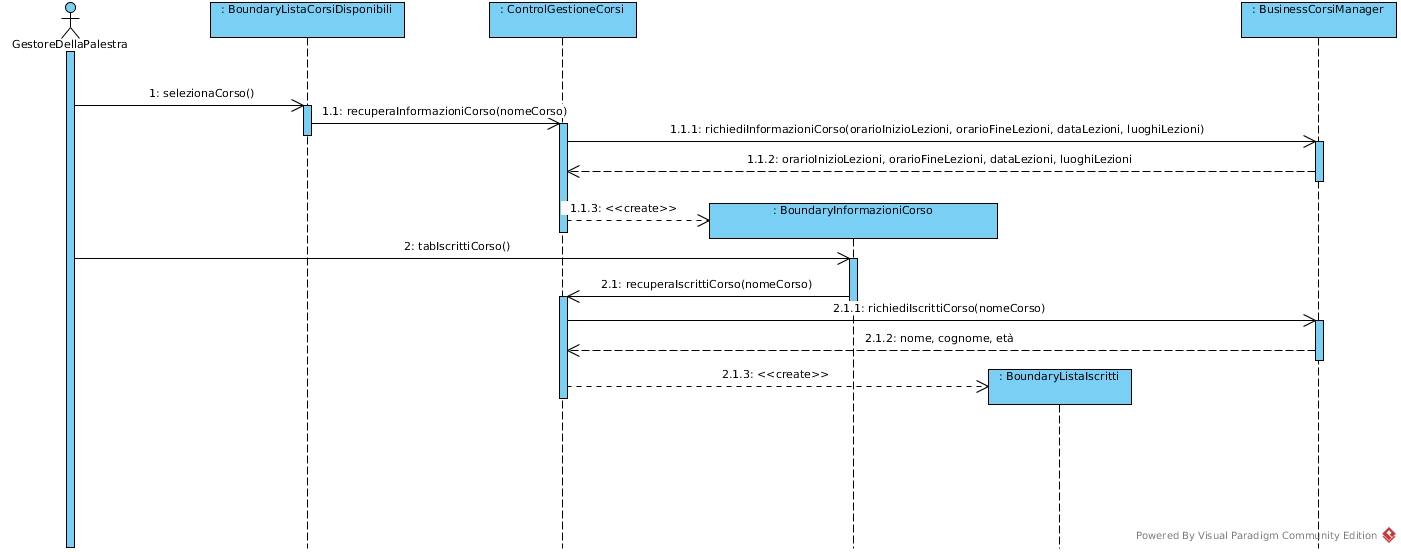 : BoundaryListaCorsiDisponibili
: ControlGestioneCorsi
: BusinessCorsiManager
GestoreDellaPalestra
1: selezionaCorso()
1.1: recuperaInformazioniCorso(nomeCorso)
1.1.1: richiediInformazioniCorso(orarioInizioLezioni, orarioFineLezioni, dataLezioni, luoghiLezioni)
1.1.2: orarioInizioLezioni, orarioFineLezioni, dataLezioni, luoghiLezioni
1.1.3: <<create>>
: BoundaryInformazioniCorso
2: tabIscrittiCorso()
2.1: recuperaIscrittiCorso(nomeCorso)
2.1.1: richiediIscrittiCorso(nomeCorso)
2.1.2: nome, cognome, età
2.1.3: <<create>>
: BoundaryListaIscritti
Powered By Visual Paradigm Community Edition